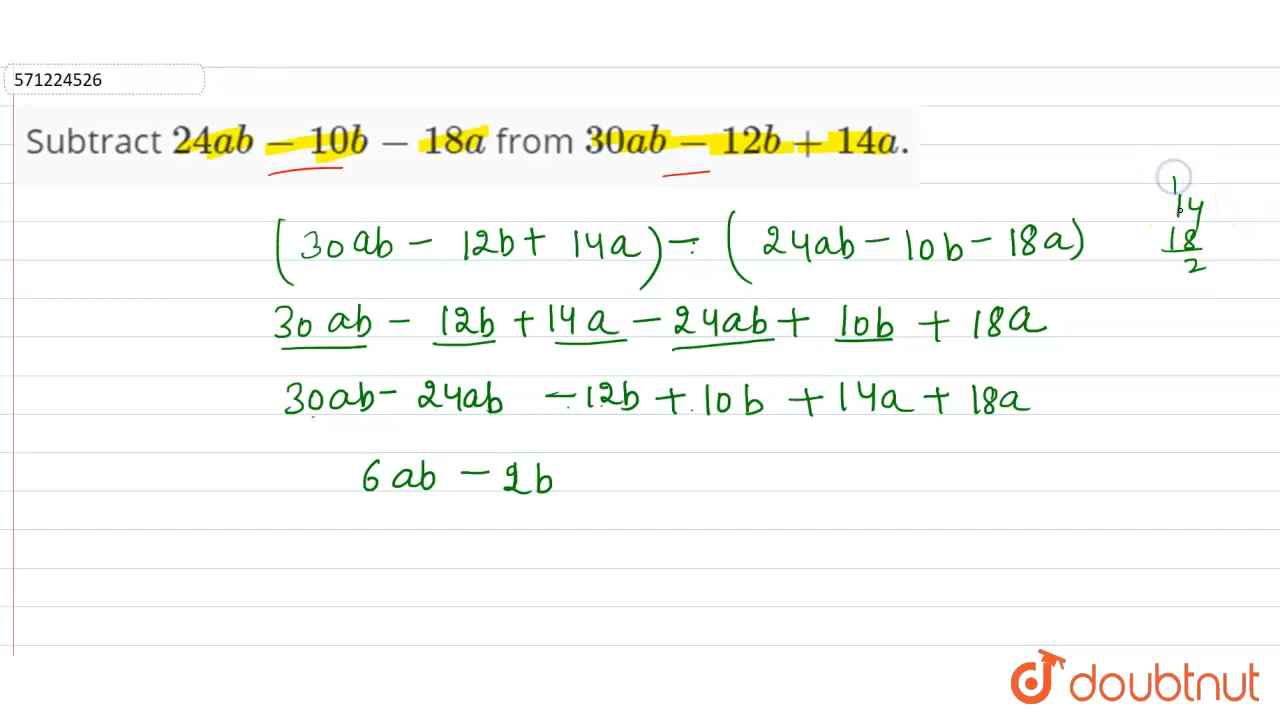 571224526
Subtract 24ab − 10b − 18a from 30ab − 12b + 14a.
(30ab − 12b + 14a) − (24ab − 10b − 18a)
30ab − 12b + 14a − 24ab + 10b + 18a
30ab − 24ab − 12b + 10b + 14a + 18a
6ab − 2b
1
14
18
2
doubtnut